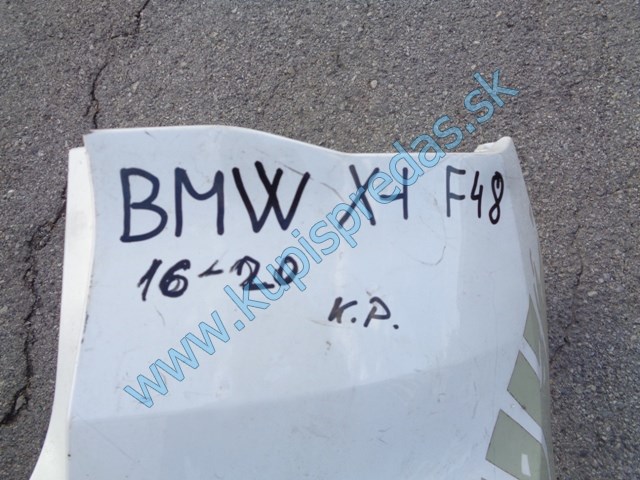 BMW X1 F48
16-20
K.P.
www.kupispredas.sk